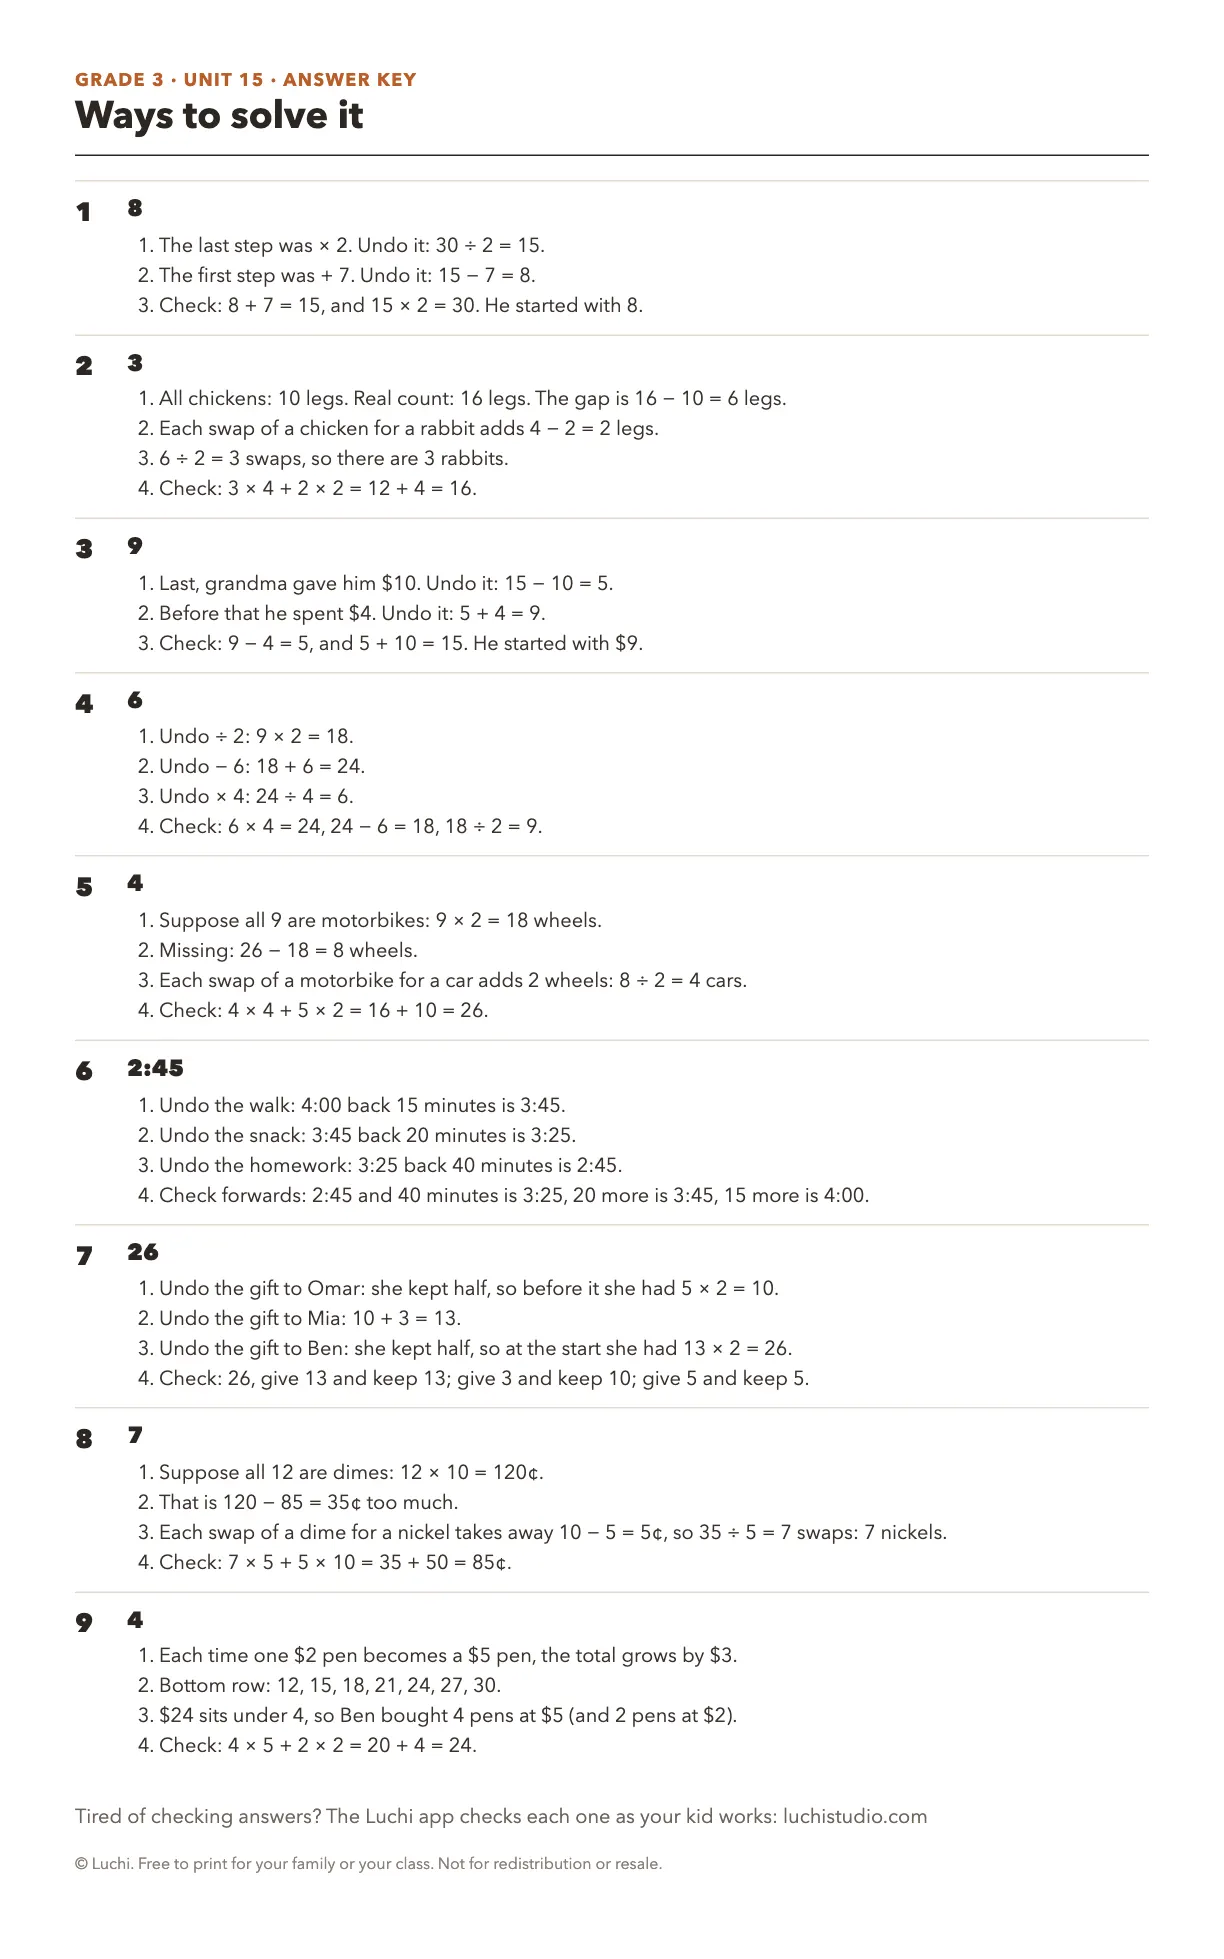 GRADE 3 · UNIT 15 · ANSWER KEY
Ways to solve it
1 8
1. The last step was × 2. Undo it: 30 ÷ 2 = 15.
2. The first step was + 7. Undo it: 15 − 7 = 8.
3. Check: 8 + 7 = 15, and 15 × 2 = 30. He started with 8.
2 3
1. All chickens: 10 legs. Real count: 16 legs. The gap is 16 − 10 = 6 legs.
2. Each swap of a chicken for a rabbit adds 4 − 2 = 2 legs.
3. 6 ÷ 2 = 3 swaps, so there are 3 rabbits.
4. Check: 3 × 4 + 2 × 2 = 12 + 4 = 16.
3 9
1. Last, grandma gave him $10. Undo it: 15 − 10 = 5.
2. Before that he spent $4. Undo it: 5 + 4 = 9.
3. Check: 9 − 4 = 5, and 5 + 10 = 15. He started with $9.
4 6
1. Undo ÷ 2: 9 × 2 = 18.
2. Undo − 6: 18 + 6 = 24.
3. Undo × 4: 24 ÷ 4 = 6.
4. Check: 6 × 4 = 24, 24 − 6 = 18, 18 ÷ 2 = 9.
5 4
1. Suppose all 9 are motorbikes: 9 × 2 = 18 wheels.
2. Missing: 26 − 18 = 8 wheels.
3. Each swap of a motorbike for a car adds 2 wheels: 8 ÷ 2 = 4 cars.
4. Check: 4 × 4 + 5 × 2 = 16 + 10 = 26.
6 2:45
1. Undo the walk: 4:00 back 15 minutes is 3:45.
2. Undo the snack: 3:45 back 20 minutes is 3:25.
3. Undo the homework: 3:25 back 40 minutes is 2:45.
4. Check forwards: 2:45 and 40 minutes is 3:25, 20 more is 3:45, 15 more is 4:00.
7 26
1. Undo the gift to Omar: she kept half, so before it she had 5 × 2 = 10.
2. Undo the gift to Mia: 10 + 3 = 13.
3. Undo the gift to Ben: she kept half, so at the start she had 13 × 2 = 26.
4. Check: 26, give 13 and keep 13; give 3 and keep 10; give 5 and keep 5.
8 7
1. Suppose all 12 are dimes: 12 × 10 = 120¢.
2. That is 120 − 85 = 35¢ too much.
3. Each swap of a dime for a nickel takes away 10 − 5 = 5¢, so 35 ÷ 5 = 7 swaps: 7 nickels.
4. Check: 7 × 5 + 5 × 10 = 35 + 50 = 85¢.
9 4
1. Each time one $2 pen becomes a $5 pen, the total grows by $3.
2. Bottom row: 12, 15, 18, 21, 24, 27, 30.
3. $24 sits under 4, so Ben bought 4 pens at $5 (and 2 pens at $2).
4. Check: 4 × 5 + 2 × 2 = 20 + 4 = 24.
Tired of checking answers? The Luchi app checks each one as your kid works: luchistudio.com
© Luchi. Free to print for your family or your class. Not for redistribution or resale.